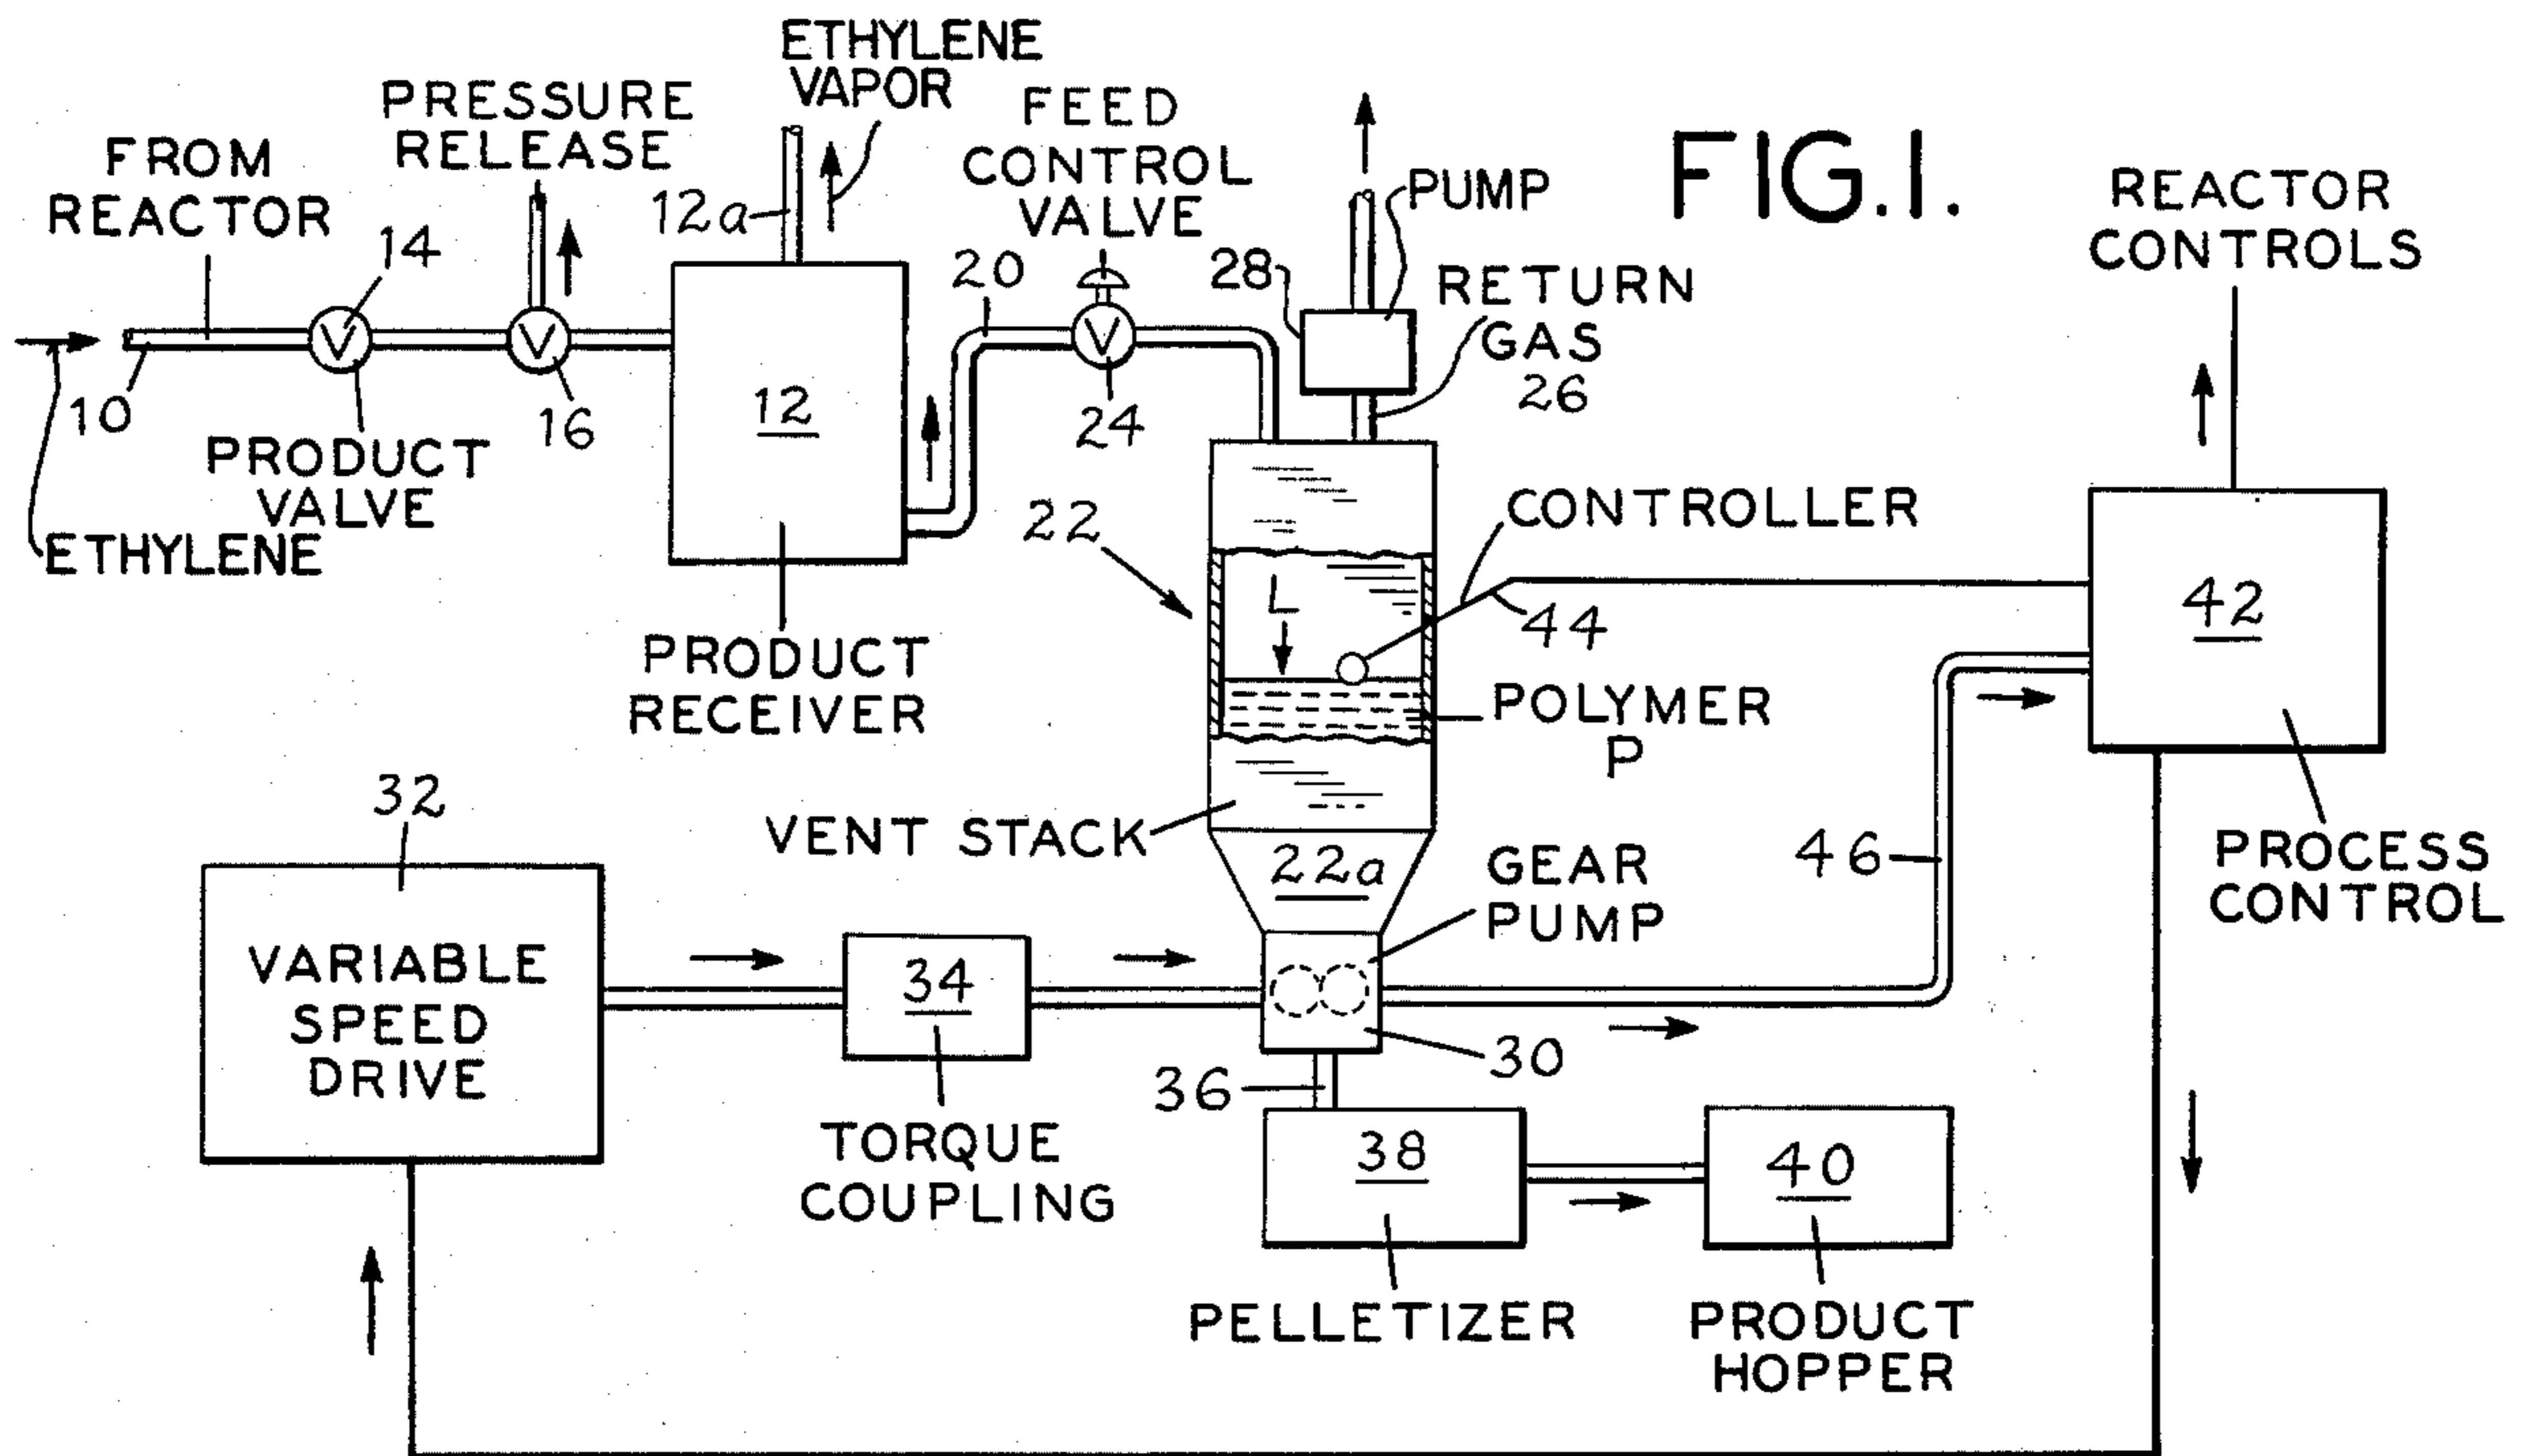 FIG.1.
FROM
REACTOR
PRESSURE
RELEASE
ETHYLENE
VAPOR
FEED
CONTROL
VALVE
PUMP
RETURN
GAS
26
REACTOR
CONTROLS
14
12a
20
28
10
16
12
24
PRODUCT
VALVE
ETHYLENE
V
V
V
22
L
CONTROLLER
44
42
PRODUCT
RECEIVER
POLYMER
P
32
VENT STACK
22a
GEAR
PUMP
46
PROCESS
CONTROL
VARIABLE
SPEED
DRIVE
34
30
36
TORQUE
COUPLING
38
40
PELLETIZER
PRODUCT
HOPPER